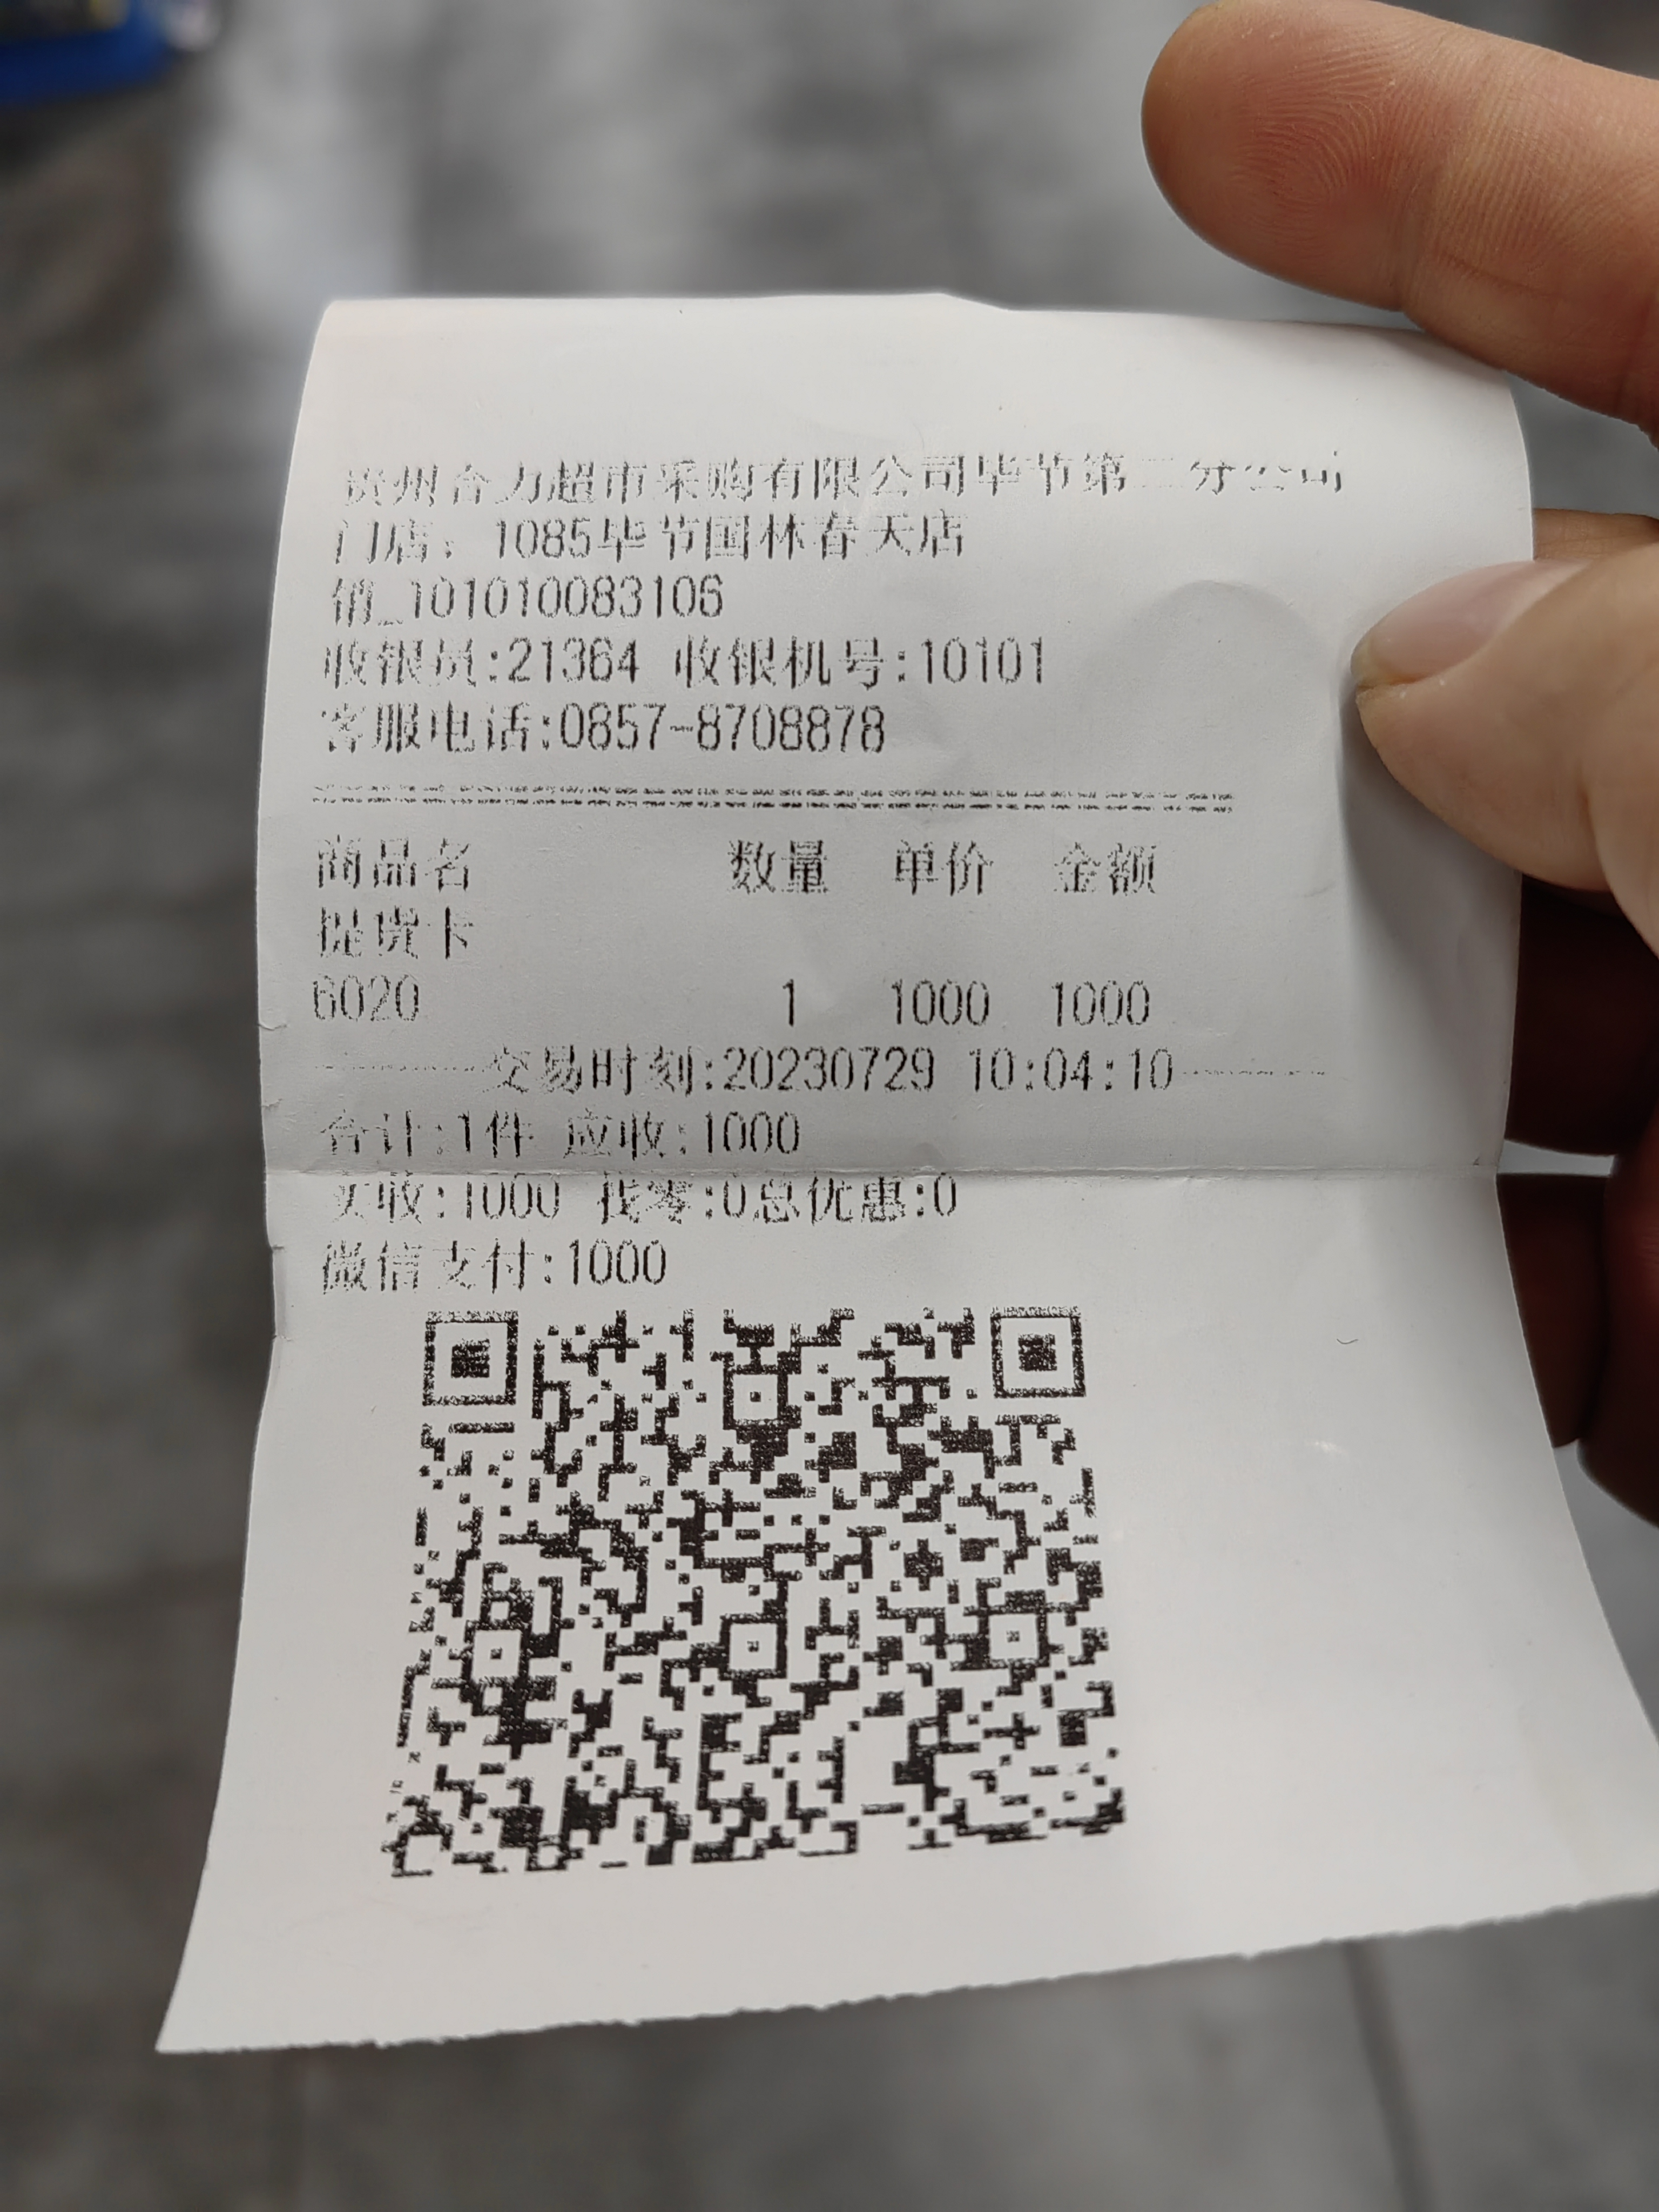 贵州合力超市采购有限公司毕节第二分公司
门店: 1085毕节国林春天店
销_101010083106
收银员:21364 收银机号:10101
客服电话:0857-8708878
商品名 数量 单价 金额
提货卡
6020 1 1000 1000
交易时刻:20230729 10:04:10
合计:1件 应收:1000
实收:1000 找零:0总优惠:0
微信支付:1000